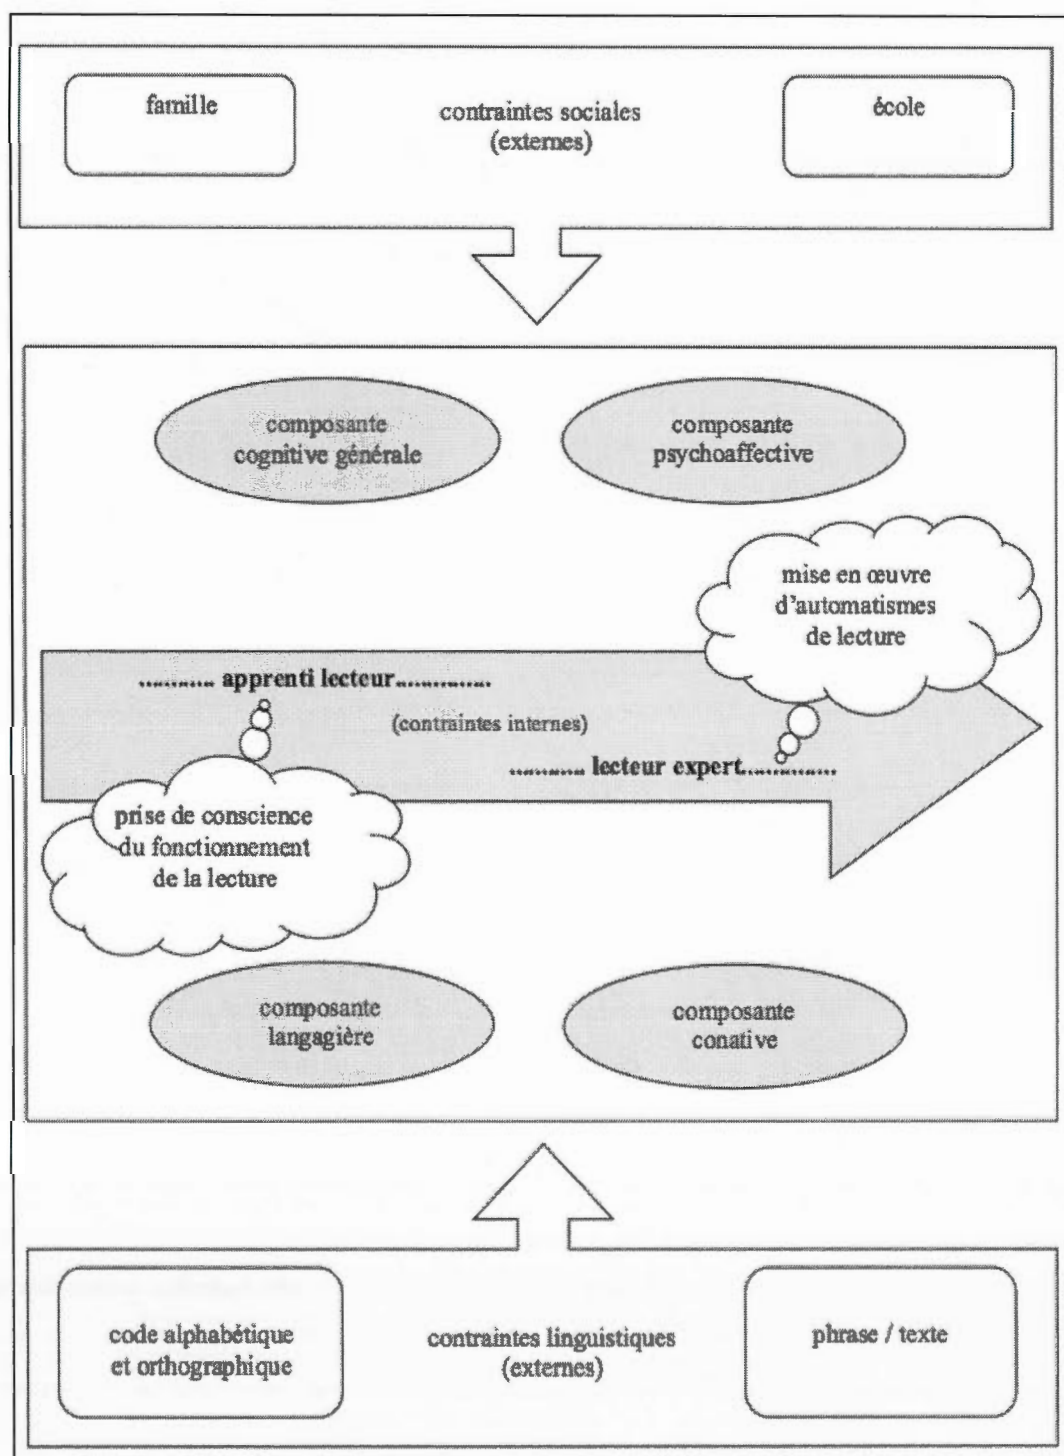 famille
contraintes sociales
(externes)
école
composante
cognitive générale
composante
psychoaffective
mise en œuvre
d'automatismes
de lecture
............ apprenti lecteur...............
(contraintes internes)
............ lecteur expert...............
prise de conscience
du fonctionnement
de la lecture
composante
langagière
composante
conative
code alphabétique
et orthographique
contraintes linguistiques
(externes)
phrase / texte